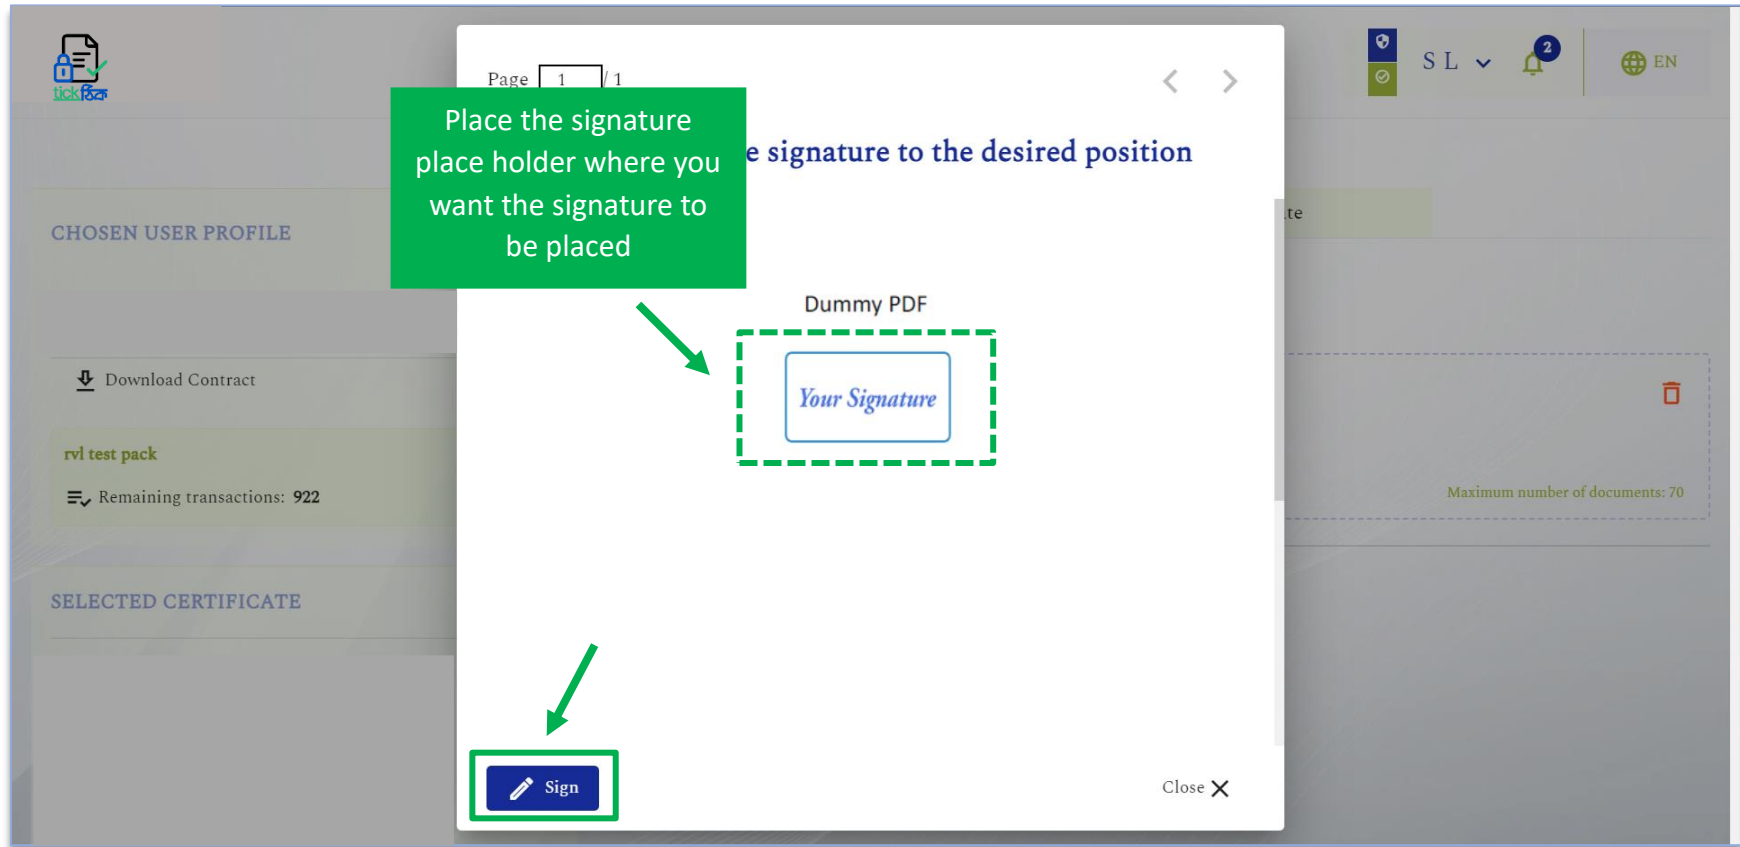 tickঠিক
Page 1 / 1
S L
2
EN
Place the signature
place holder where you
want the signature to
be placed
e signature to the desired position
CHOSEN USER PROFILE
te
Dummy PDF
Download Contract
Your Signature
rvl test pack
Remaining transactions: 922
Maximum number of documents: 70
SELECTED CERTIFICATE
Sign
Close